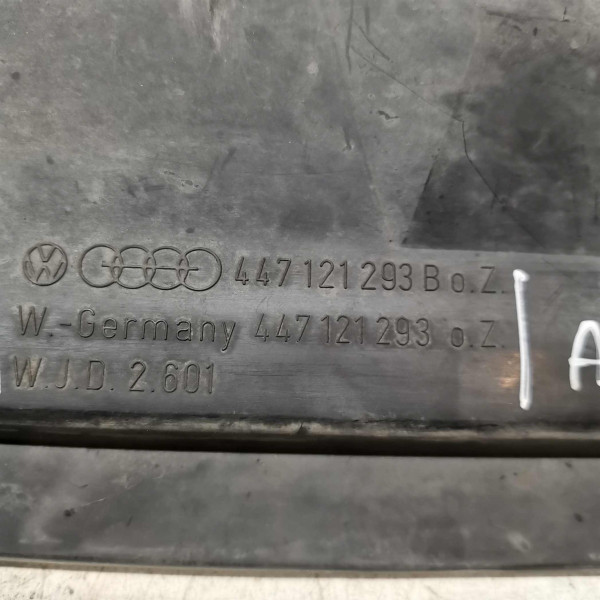 447 121 293 B o. Z.
W.-Germany 447 121 293 o. Z.
W. J. D. 2.601
A